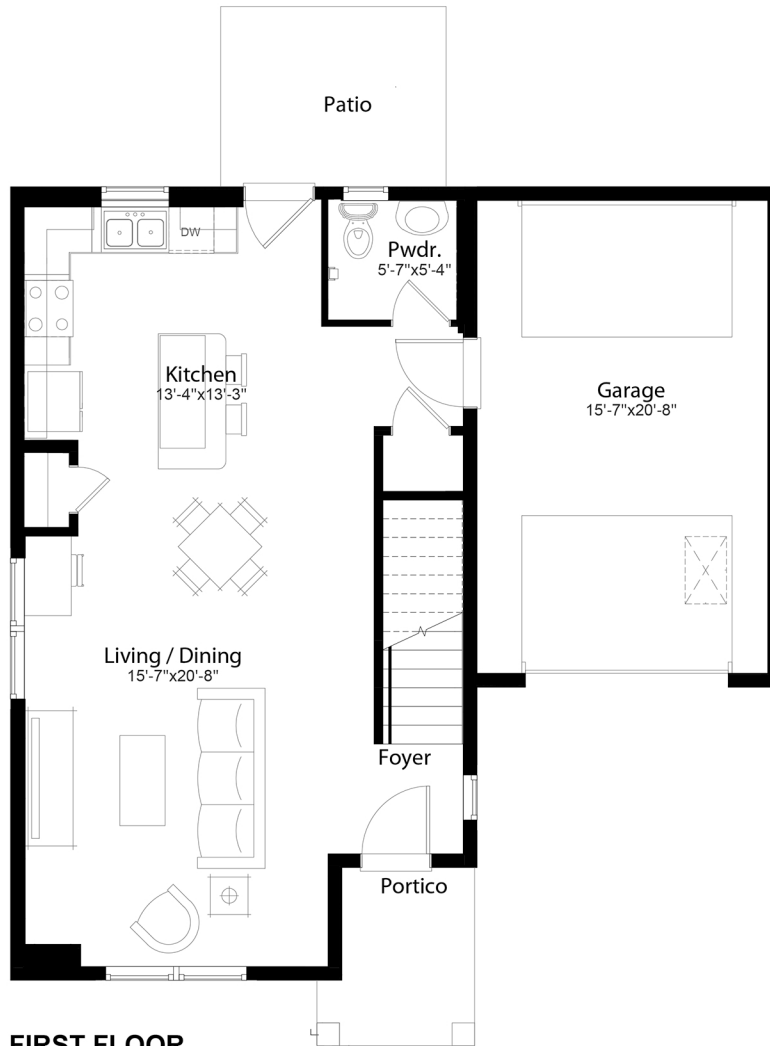 Patio
DW
Pwdr.
5'-7"x5'-4"
Kitchen
13'-4"x13'-3"
Garage
15'-7"x20'-8"
Living / Dining
15'-7"x20'-8"
Foyer
Portico
FIRST FLOOR